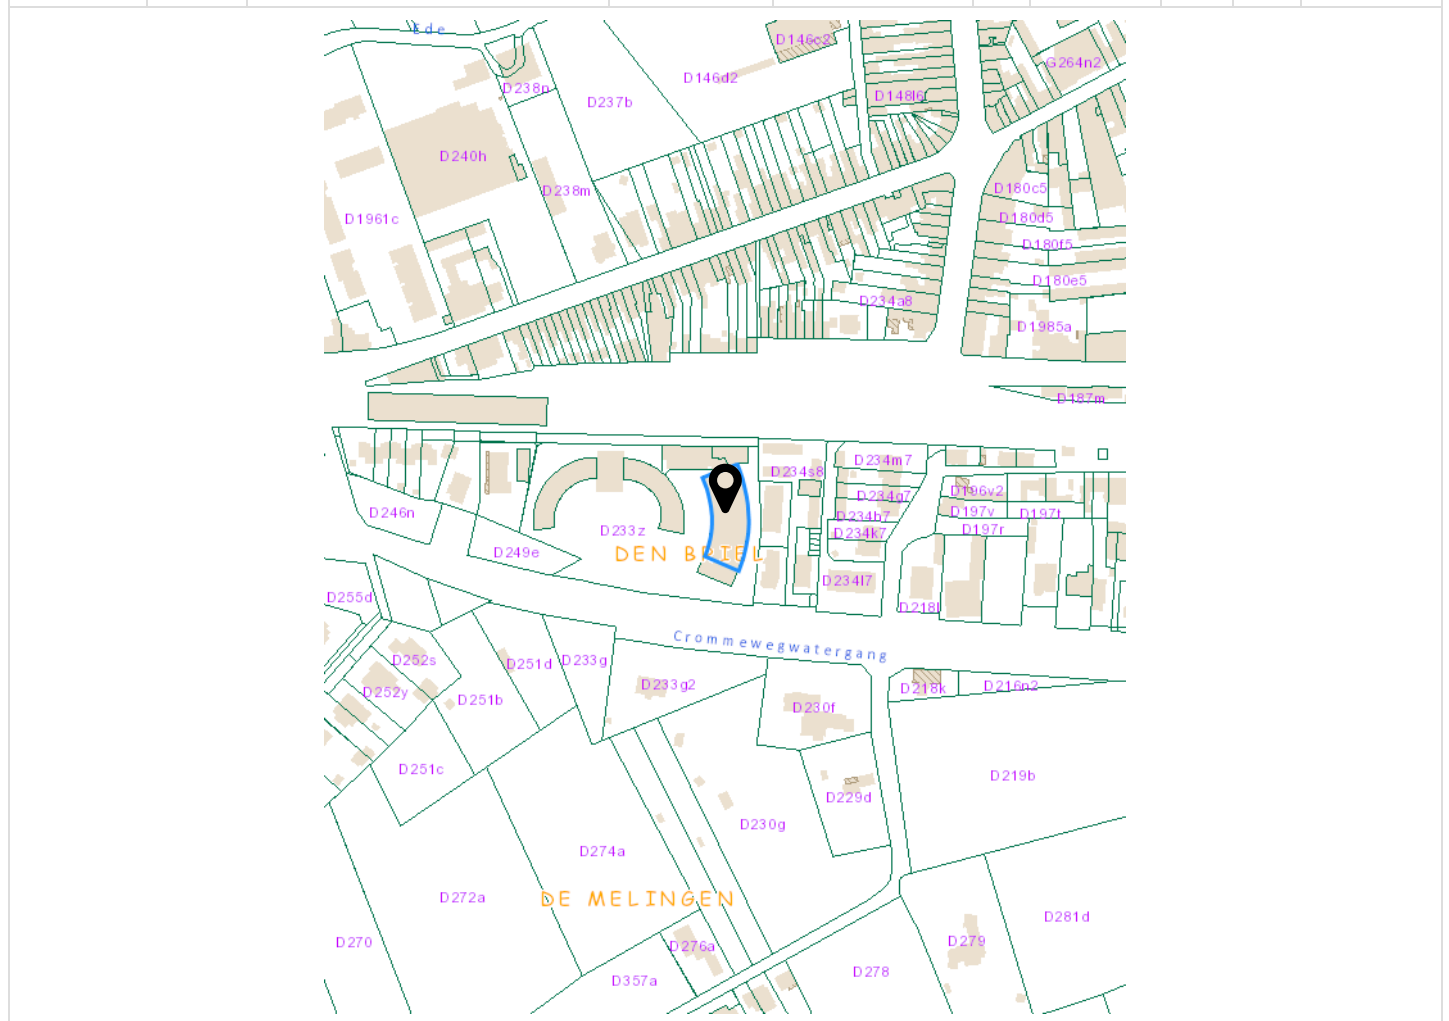 Ede
D146c2
G264n2
D146d2
D238n
D148l6
D237b
D240h
D238m
D180c5
D1961c
D180d5
D180f5
D180e5
D234a8
D1985a
D187m
D234m7
D234s8
D196v2
D234g7
D246n
D197v
D197t
D234h7
D233z
D234k7
D197r
D249e
DEN BRIEL
D234l7
D255d
D218l
Crommewegwatergang
D252s
D251d
D233g
D233g2
D218k
D216n2
D252y
D251b
D230f
D251c
D219b
D229d
D230g
D274a
D272a
DE MELINGEN
D281d
D270
D276a
D279
D357a
D278